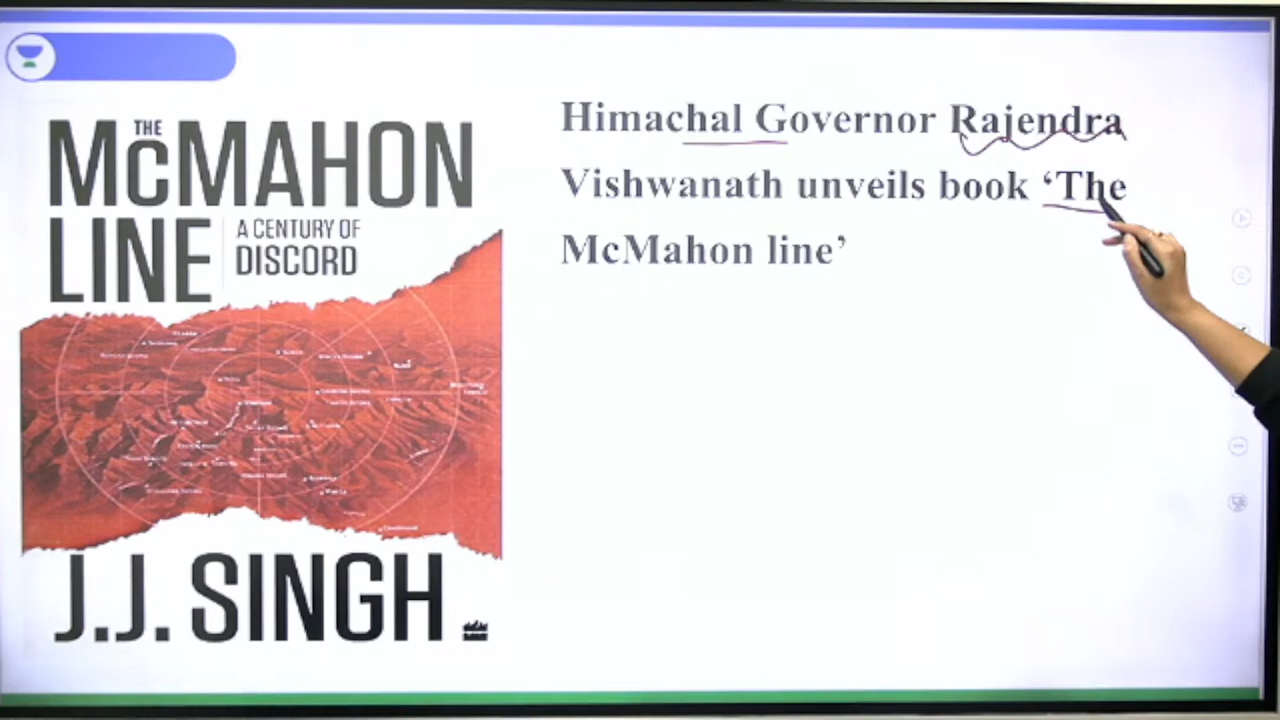 THE
McMAHON
LINE
A CENTURY OF
DISCORD
J.J. SINGH
Himachal Governor Rajendra
Vishwanath unveils book ‘The
McMahon line’